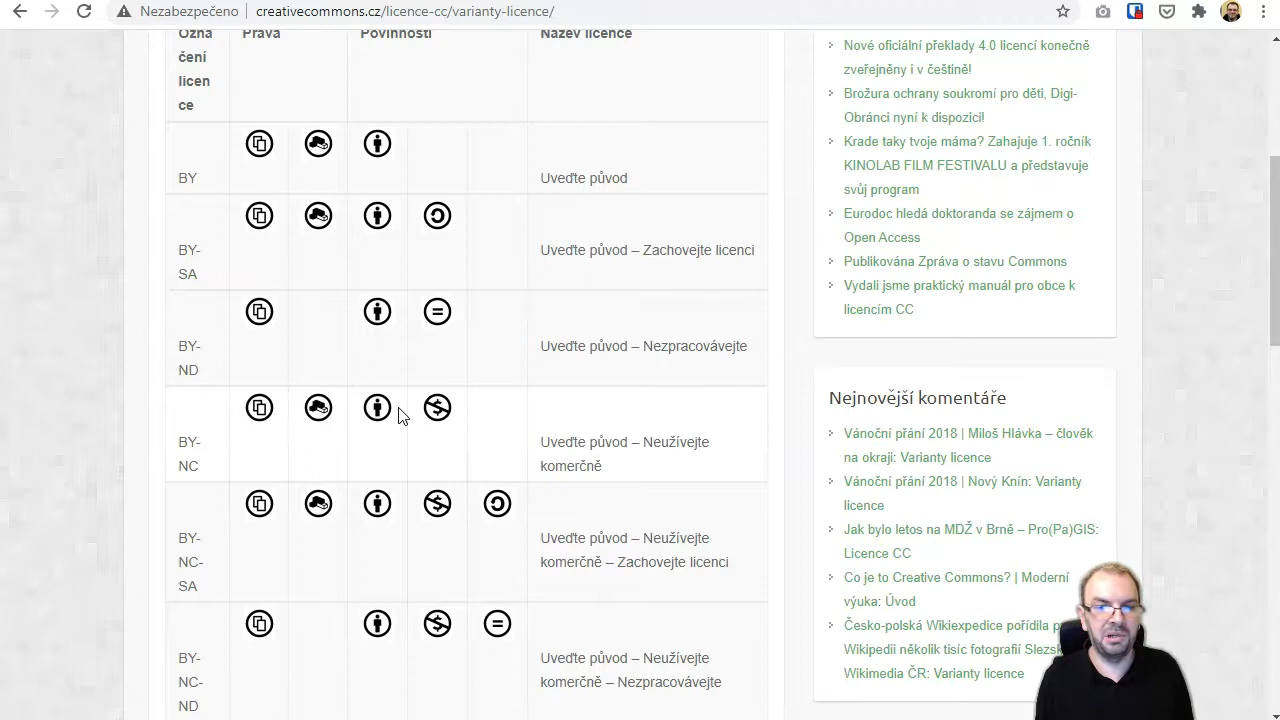 Nezabezpečeno
creativecommons.cz/licence-cc/varianty-licence/
Ozna
čení
licen
ce
Práva
Povinnosti
Název licence
BY
Uveďte původ
BY-
SA
Uveďte původ – Zachovejte licenci
BY-
ND
Uveďte původ – Nezpracovávejte
BY-
NC
Uveďte původ – Neužívejte
komerčně
BY-
NC-
SA
Uveďte původ – Neužívejte
komerčně – Zachovejte licenci
BY-
NC-
ND
Uveďte původ – Neužívejte
komerčně – Nezpracovávejte
Nové oficiální překlady 4.0 licencí konečně
zveřejněny i v češtině!
Brožura ochrany soukromí pro děti, Digi-
Obránci nyní k dispozici!
Krade taky tvoje máma? Zahajuje 1. ročník
KINOLAB FILM FESTIVALU a představuje
svůj program
Eurodoc hledá doktoranda se zájmem o
Open Access
Publikována Zpráva o stavu Commons
Vydali jsme praktický manuál pro obce k
licencím CC
Nejnovější komentáře
Vánoční přání 2018 | Miloš Hlávka – člověk
na okraji: Varianty licence
Vánoční přání 2018 | Nový Knín: Varianty
licence
Jak bylo letos na MDŽ v Brně – Pro(Pa)GIS:
Licence CC
Co je to Creative Commons? | Moderní
výuka: Úvod
Česko-polská Wikiexpedice pořídila
Wikipedii několik tisíc fotografií
Wikimedia ČR: Varianty licence